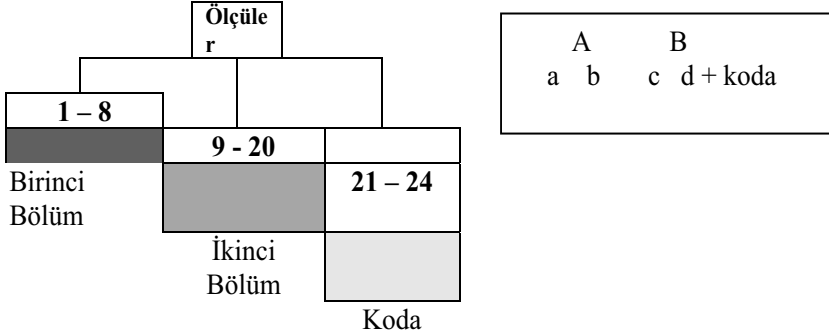 Ölçüle
r
A B
a b c d + koda
1 – 8
9 - 20
Birinci
Bölüm
21 – 24
İkinci
Bölüm
Koda